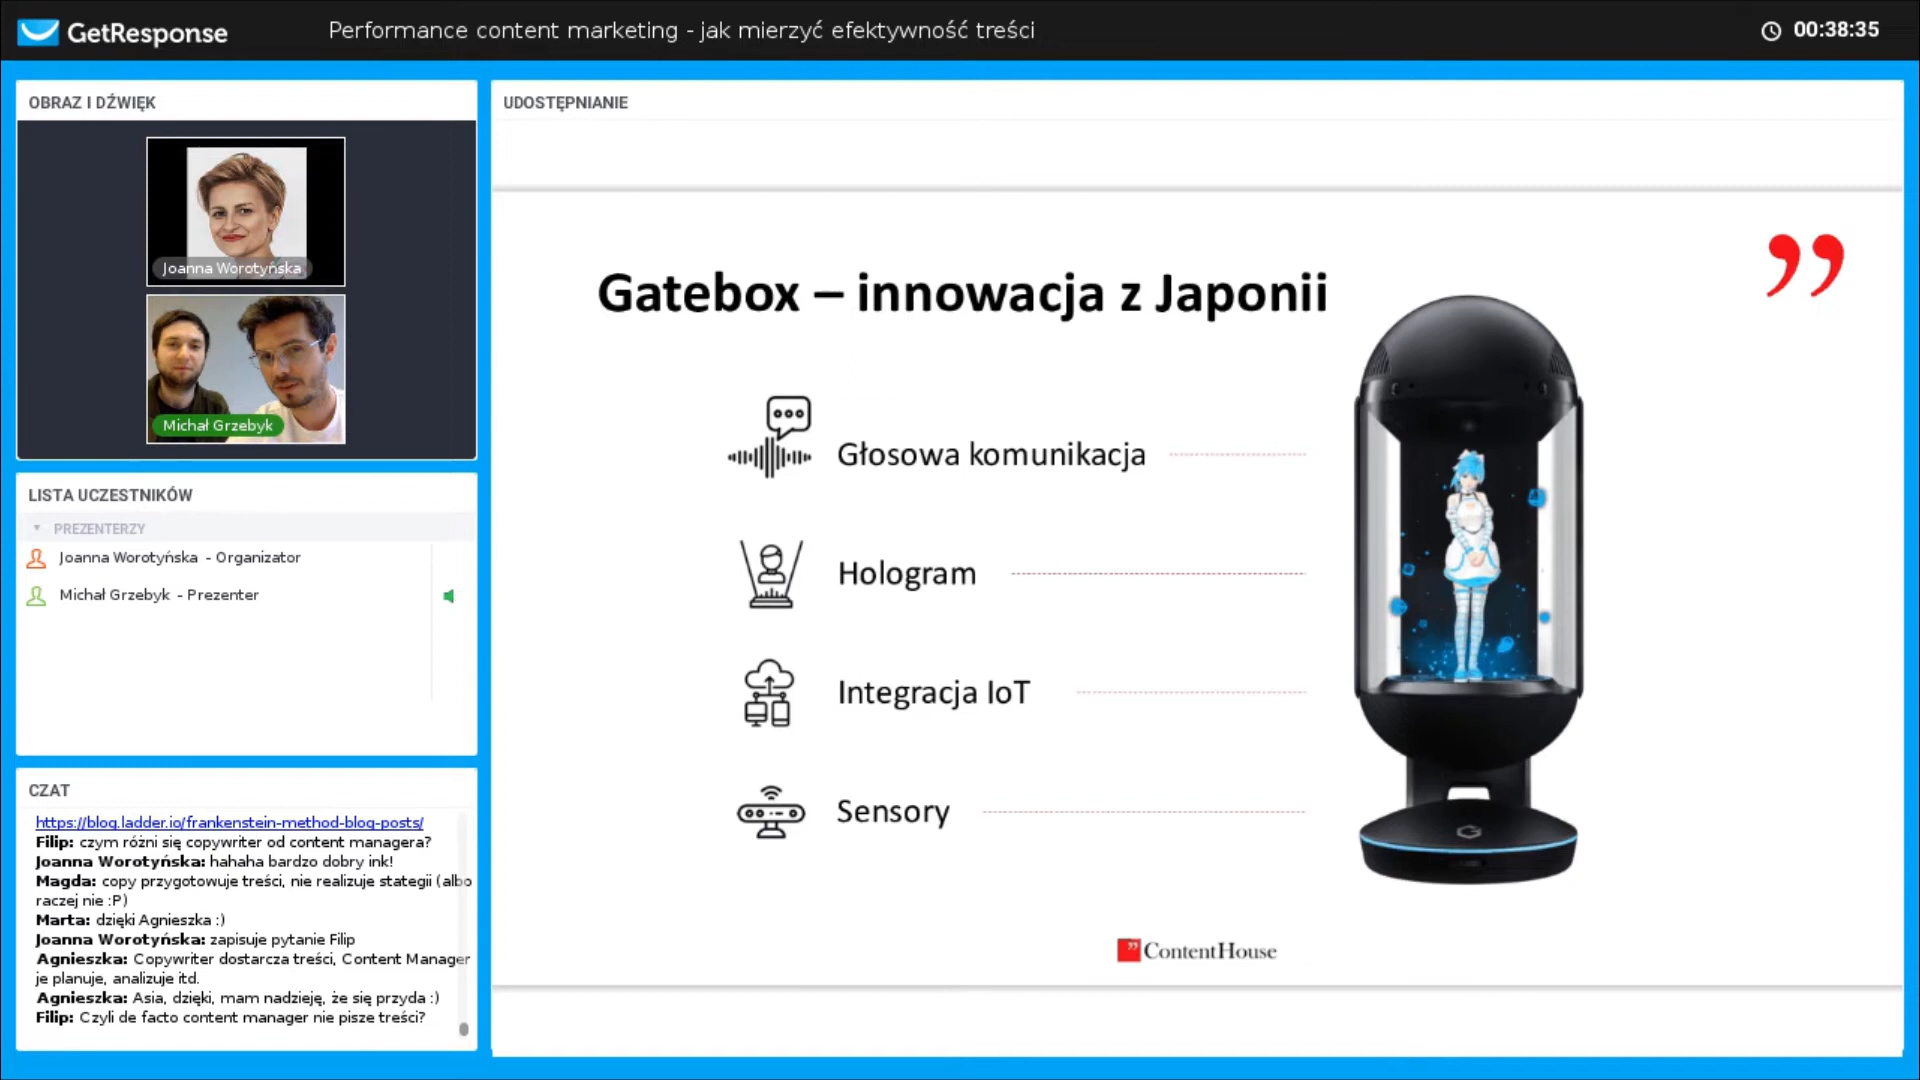 GetResponse
Performance content marketing - jak mierzyć efektywność treści
00:38:35
OBRAZ I DŹWIĘK
Joanna Worotyńska
Michał Grzebyk
LISTA UCZESTNIKÓW
PREZENTERZY
Joanna Worotyńska - Organizator
Michał Grzebyk - Prezenter
CZAT
https://blog.ladder.io/frankenstein-method-blog-posts/
Filip: czym różni się copywriter od content managera?
Joanna Worotyńska: hahaha bardzo dobry ink!
Magda: copy przygotowuje treści, nie realizuje stategii (albo
raczej nie :P)
Marta: dzięki Agnieszka :)
Joanna Worotyńska: zapisuje pytanie Filip
Agnieszka: Copywriter dostarcza treści, Content Manager
je planuje, analizuje itd.
Agnieszka: Asia, dzięki, mam nadzieję, że się przyda :)
Filip: Czyli de facto content manager nie pisze treści?
UDOSTĘPNIANIE
Gatebox – innowacja z Japonii
Głosowa komunikacja
Hologram
Integracja IoT
Sensory
ContentHouse